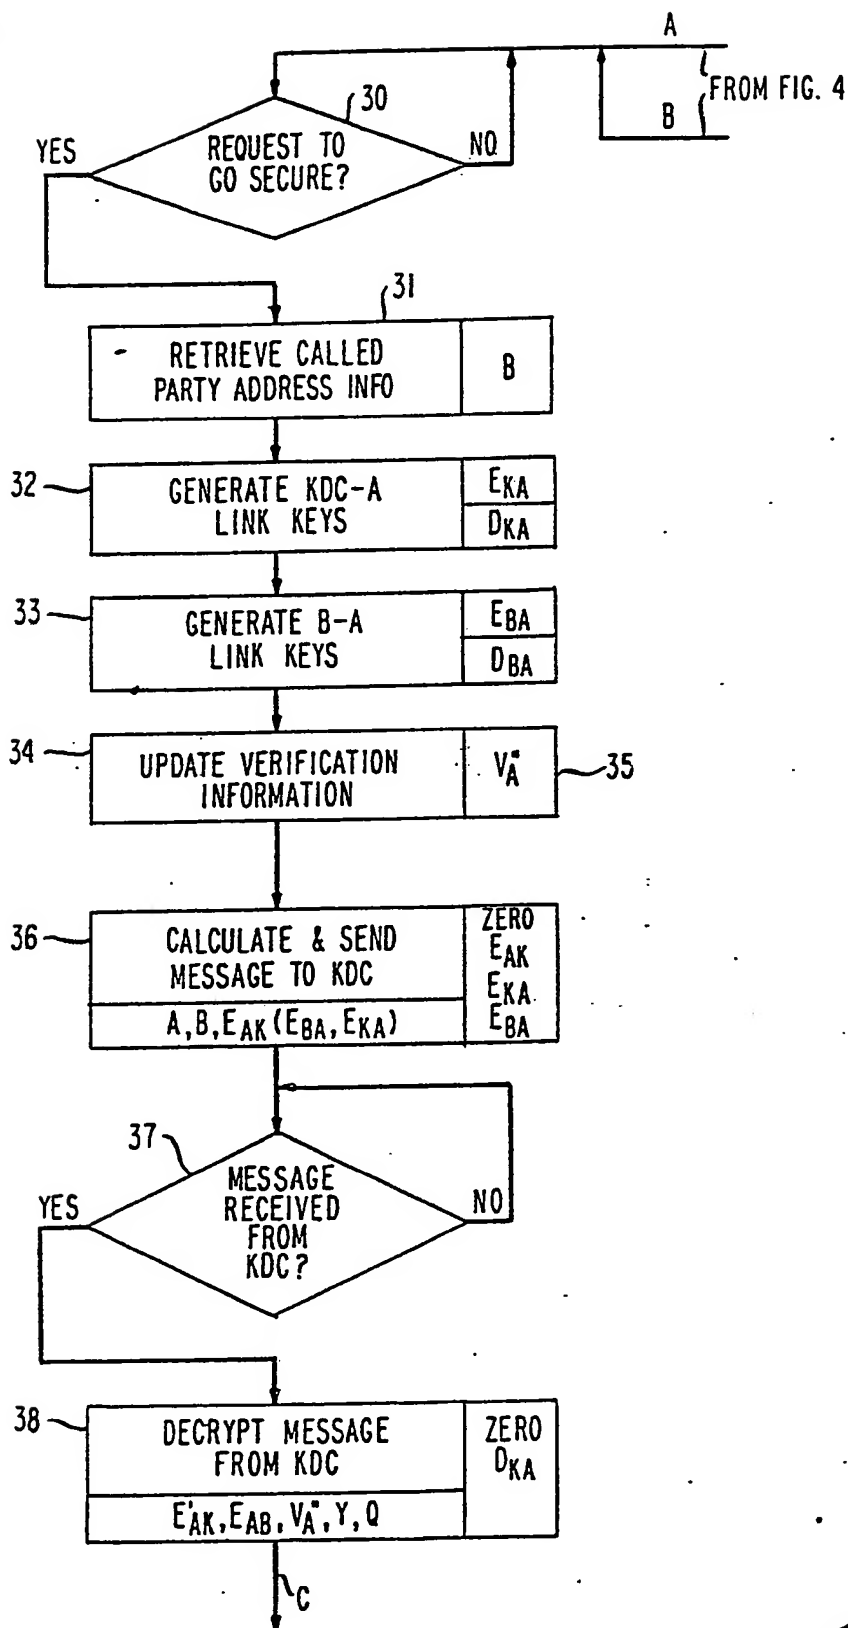 A
FROM FIG. 4
B
30
YES
REQUEST TO
GO SECURE?
NO
31
RETRIEVE CALLED
PARTY ADDRESS INFO
B
32
GENERATE KDC-A
LINK KEYS
EKA
DKA
33
GENERATE B-A
LINK KEYS
EBA
DBA
34
UPDATE VERIFICATION
INFORMATION
VA"
35
36
CALCULATE & SEND
MESSAGE TO KDC
A, B, EAK (EBA, EKA)
ZERO
EAK
EKA
EBA
37
YES
MESSAGE
RECEIVED
FROM
KDC?
NO
38
DECRYPT MESSAGE
FROM KDC
E'AK, EAB, VA", Y, Q
ZERO
DKA
C